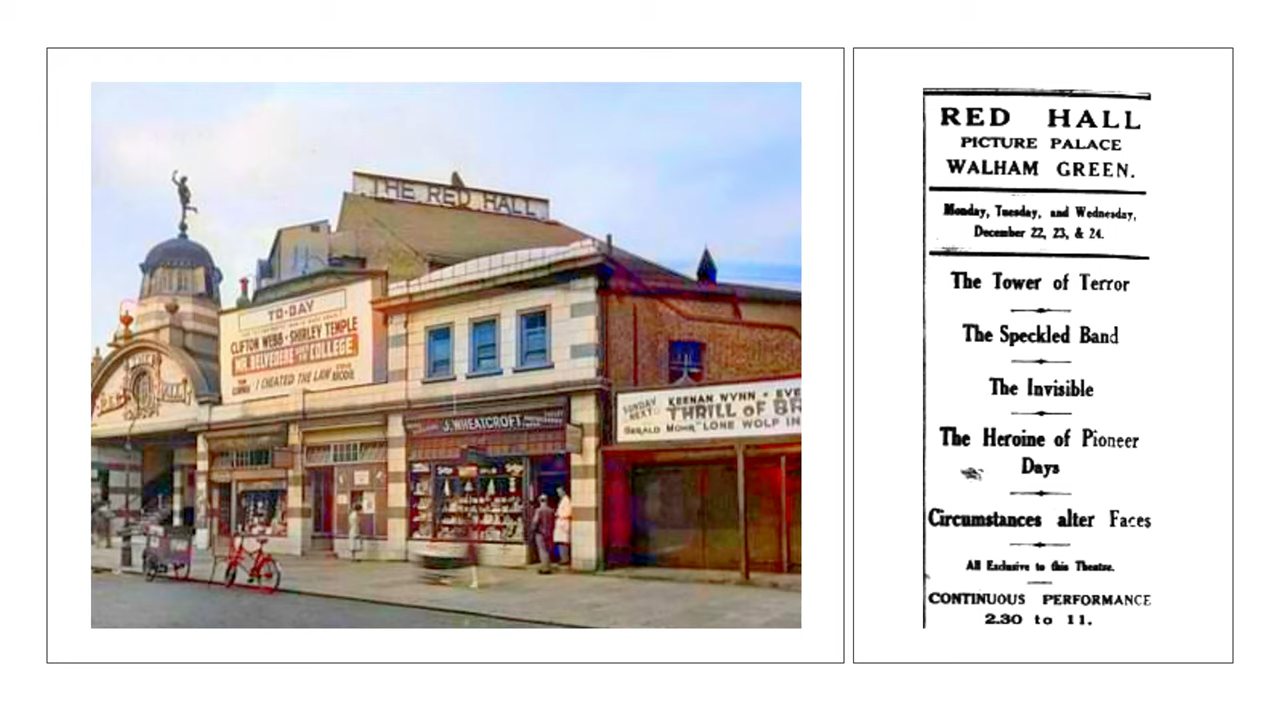 THE RED HALL
TO-DAY
CLIFTON WEBB · SHIRLEY TEMPLE
MR. BELVEDERE GOES TO COLLEGE
I CHEATED THE LAW
J. WHEATCROFT
SUNDAY NEXT
KEENAN WYNN · EVE
THRILL OF BR
GERALD MOHR "LONE WOLF IN
RED HALL
PICTURE PALACE
WALHAM GREEN.
Monday, Tuesday, and Wednesday,
December 22, 23, & 24.
The Tower of Terror
The Speckled Band
The Invisible
The Heroine of Pioneer
Days
Circumstances alter Faces
All Exclusive to this Theatre.
CONTINUOUS PERFORMANCE
2.30 to 11.